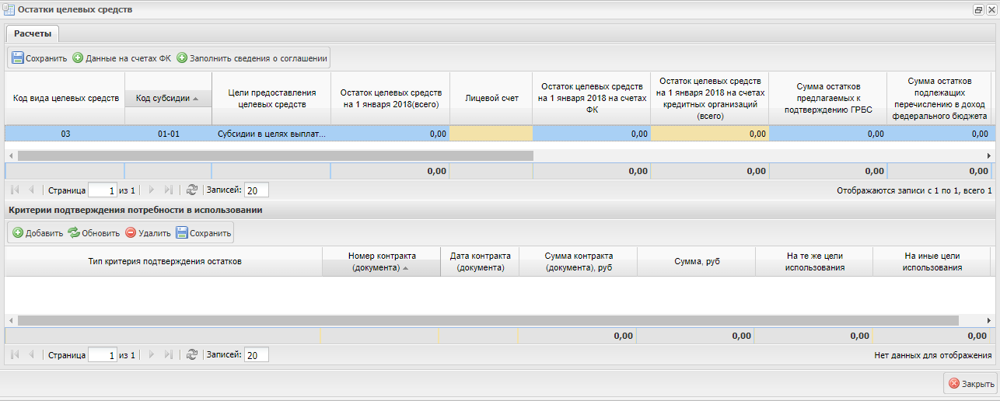 Остатки целевых средств
Расчеты
Сохранить Данные на счетах ФК Заполнить сведения о соглашении
Код вида целевых средств
Код субсидии
Цели предоставления
целевых средств
Остаток целевых средств
на 1 января 2018(всего)
Лицевой счет
Остаток целевых средств
на 1 января 2018 на счетах
ФК
Остаток целевых средств
на 1 января 2018 на счетах
кредитных организаций
(всего)
Сумма остатков
предлагаемых к
подтверждению ГРБС
Сумма остатков
подлежащих
перечислению в доход
федерального бюджета
03 01-01 Субсидии в целях выплат... 0,00 0,00 0,00 0,00 0,00
0,00 0,00 0,00 0,00 0,00
Страница 1 из 1 Записей: 20 Отображаются записи с 1 по 1, всего 1
Критерии подтверждения потребности в использовании
Добавить Обновить Удалить Сохранить
Тип критерия подтверждения остатков
Номер контракта
(документа)
Дата контракта
(документа)
Сумма контракта
(документа), руб
Сумма, руб
На те же цели
использования
На иные цели
использования
0,00 0,00 0,00 0,00
Страница 1 из 1 Записей: 20 Нет данных для отображения
Закрыть